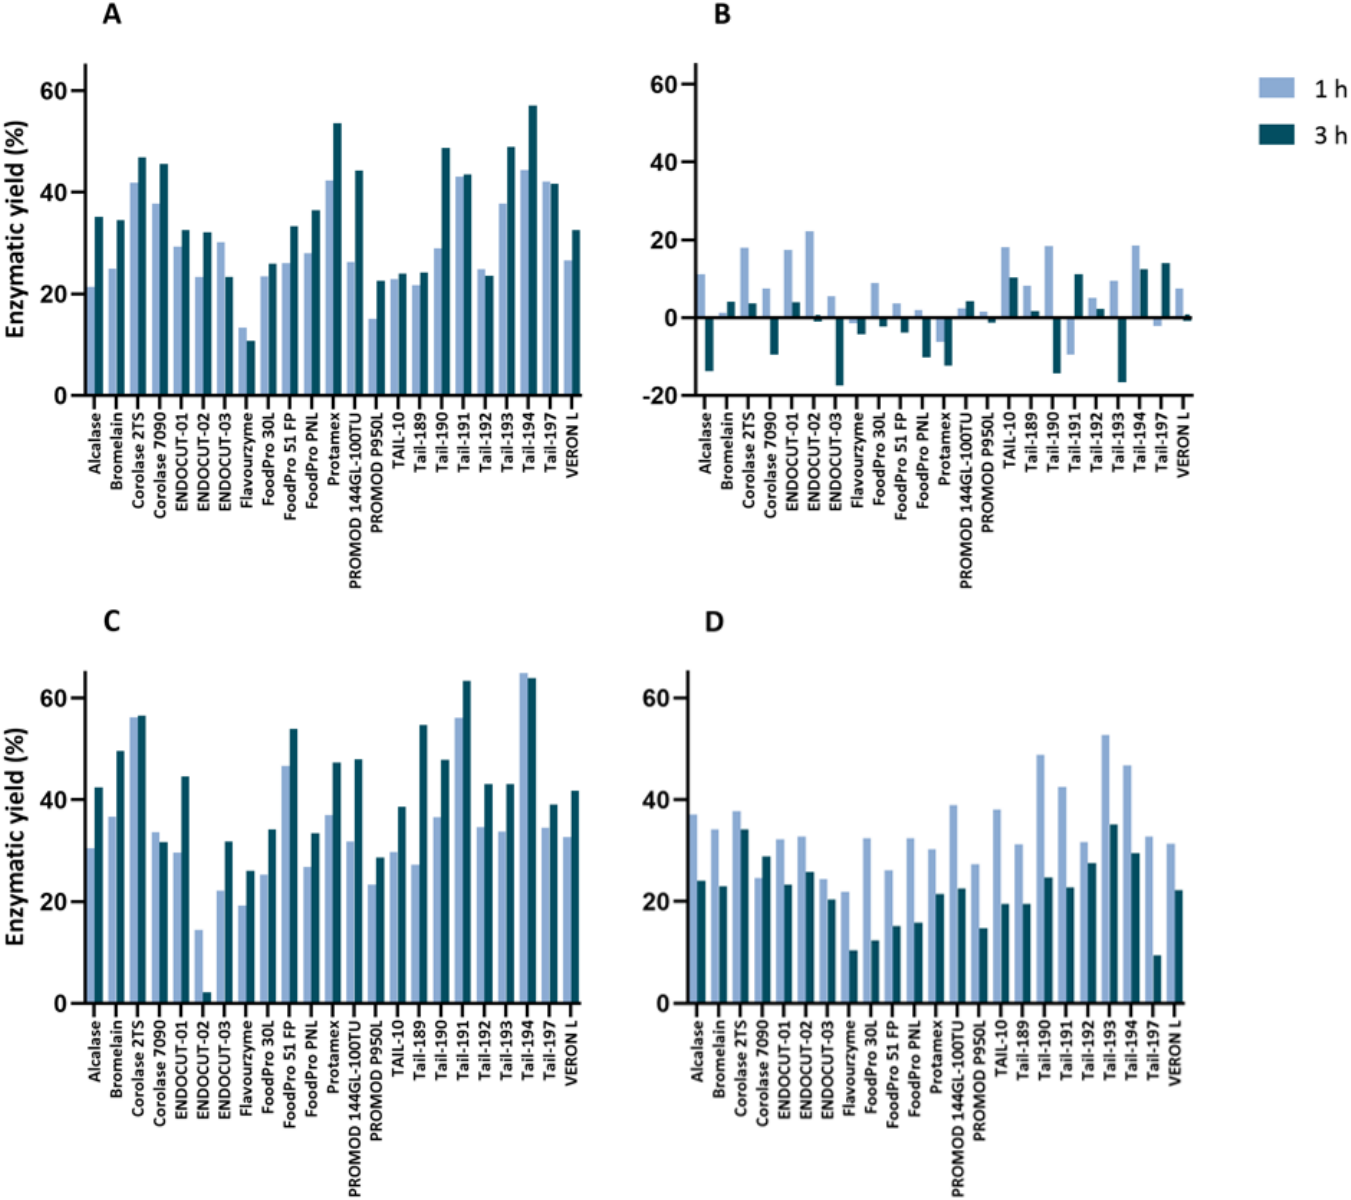 A
Enzymatic yield (%)
60
40
20
0
Alcalase
Bromelain
Corolase 2TS
Corolase 7090
ENDOCUT-01
ENDOCUT-02
ENDOCUT-03
Flavourzyme
FoodPro 30L
FoodPro 51 FP
FoodPro PNL
Protamex
PROMOD 144GL-100TU
PROMOD P950L
TAIL-10
Tail-189
Tail-190
Tail-191
Tail-192
Tail-193
Tail-194
Tail-197
VERON L
B
60
40
20
0
-20
Alcalase
Bromelain
Corolase 2TS
Corolase 7090
ENDOCUT-01
ENDOCUT-02
ENDOCUT-03
Flavourzyme
FoodPro 30L
FoodPro 51 FP
FoodPro PNL
Protamex
PROMOD 144GL-100TU
PROMOD P950L
TAIL-10
Tail-189
Tail-190
Tail-191
Tail-192
Tail-193
Tail-194
Tail-197
VERON L
1 h
3 h
C
Enzymatic yield (%)
60
40
20
0
Alcalase
Bromelain
Corolase 2TS
Corolase 7090
ENDOCUT-01
ENDOCUT-02
ENDOCUT-03
Flavourzyme
FoodPro 30L
FoodPro 51 FP
FoodPro PNL
Protamex
PROMOD 144GL-100TU
PROMOD P950L
TAIL-10
Tail-189
Tail-190
Tail-191
Tail-192
Tail-193
Tail-194
Tail-197
VERON L
D
60
40
20
0
Alcalase
Bromelain
Corolase 2TS
Corolase 7090
ENDOCUT-01
ENDOCUT-02
ENDOCUT-03
Flavourzyme
FoodPro 30L
FoodPro 51 FP
FoodPro PNL
Protamex
PROMOD 144GL-100TU
PROMOD P950L
TAIL-10
Tail-189
Tail-190
Tail-191
Tail-192
Tail-193
Tail-194
Tail-197
VERON L